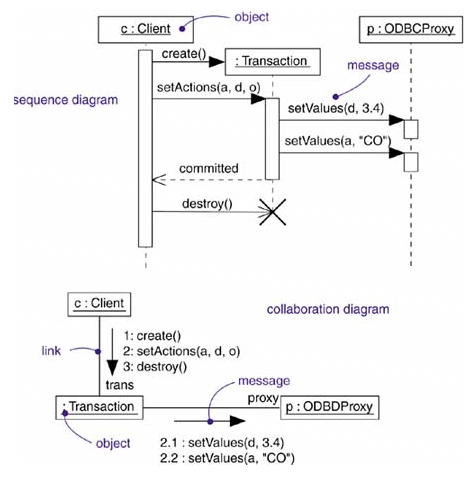 object
c : Client
p : ODBCProxy
create()
: Transaction
message
setActions(a, d, o)
sequence diagram
setValues(d, 3.4)
setValues(a, "CO")
committed
destroy()
c : Client
collaboration diagram
link
1: create()
2: setActions(a, d, o)
3: destroy()
trans
message
proxy
: Transaction
p : ODBDProxy
object
2.1 : setValues(d, 3.4)
2.2 : setValues(a, "CO")